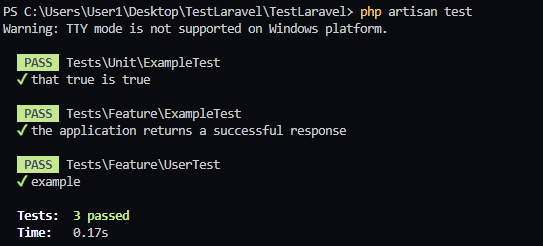 PS C:\Users\User1\Desktop\TestLaravel\TestLaravel> php artisan test
Warning: TTY mode is not supported on Windows platform.
PASS Tests\Unit\ExampleTest
✓ that true is true
PASS Tests\Feature\ExampleTest
✓ the application returns a successful response
PASS Tests\Feature\UserTest
✓ example
Tests: 3 passed
Time: 0.17s